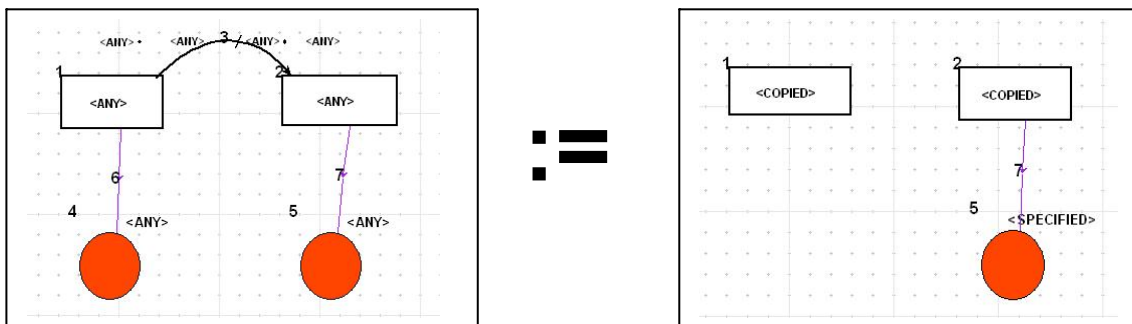 <ANY> • <ANY> 3 / <ANY> • <ANY>
1 2
<ANY> <ANY>
6 7
4 5
<ANY> <ANY>
: =
1 2
<COPIED> <COPIED>
7
5
<SPECIFIED>